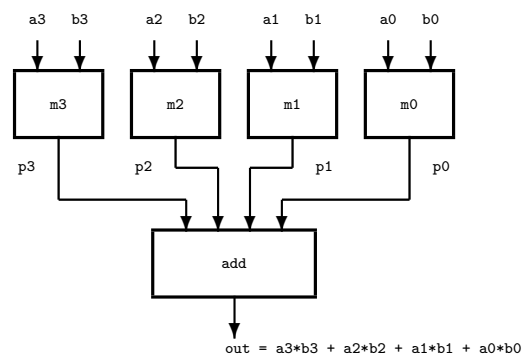 a3 b3 a2 b2 a1 b1 a0 b0
m3 m2 m1 m0
p3 p2 p1 p0
add
out = a3*b3 + a2*b2 + a1*b1 + a0*b0